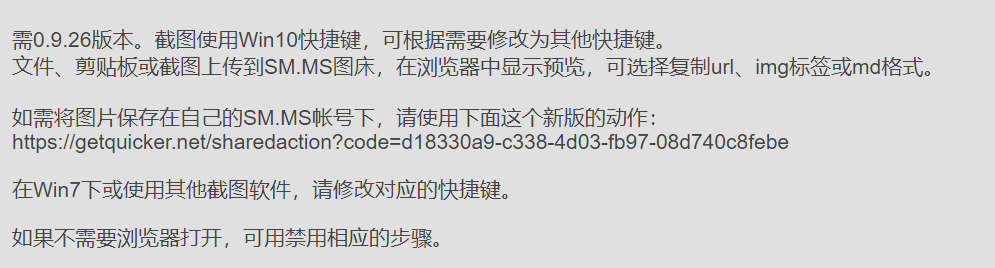 需0.9.26版本。截图使用Win10快捷键，可根据需要修改为其他快捷键。
文件、剪贴板或截图上传到SM.MS图床，在浏览器中显示预览，可选择复制url、img标签或md格式。
如需将图片保存在自己的SM.MS帐号下，请使用下面这个新版的动作：
https://getquicker.net/sharedaction?code=d18330a9-c338-4d03-fb97-08d740c8febe
在Win7下或使用其他截图软件，请修改对应的快捷键。
如果不需要浏览器打开，可用禁用相应的步骤。